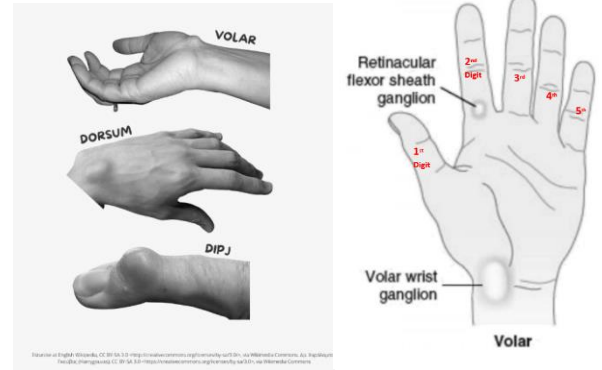 VOLAR
DORSUM
DIPJ
Retinacular
flexor sheath
ganglion
2nd
Digit
3rd
4th
5th
1st
Digit
Volar wrist
ganglion
Volar